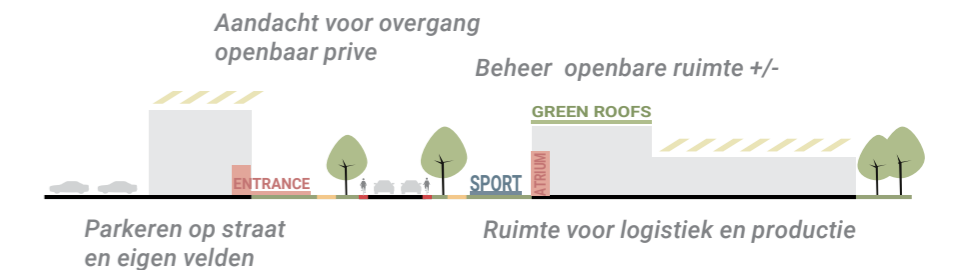 Aandacht voor overgang
openbaar prive
Beheer openbare ruimte +/-
GREEN ROOFS
ENTRANCE
SPORT
ATRIUM
Parkeren op straat
en eigen velden
Ruimte voor logistiek en productie